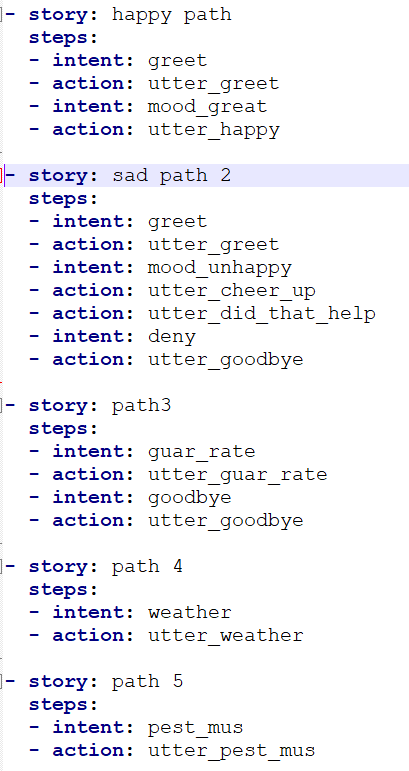 - story: happy path
steps:
- intent: greet
- action: utter_greet
- intent: mood_great
- action: utter_happy
- story: sad path 2
steps:
- intent: greet
- action: utter_greet
- intent: mood_unhappy
- action: utter_cheer_up
- action: utter_did_that_help
- intent: deny
- action: utter_goodbye
- story: path3
steps:
- intent: guar_rate
- action: utter_guar_rate
- intent: goodbye
- action: utter_goodbye
- story: path 4
steps:
- intent: weather
- action: utter_weather
- story: path 5
steps:
- intent: pest_mus
- action: utter_pest_mus